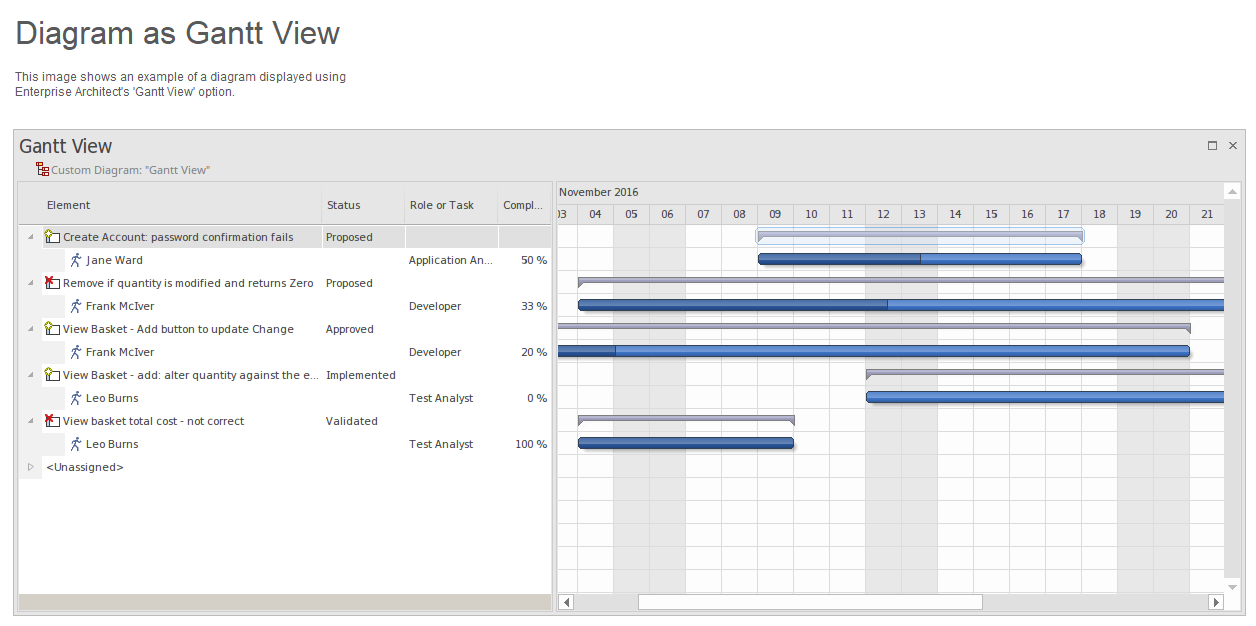 Diagram as Gantt View
This image shows an example of a diagram displayed using
Enterprise Architect's 'Gantt View' option.
Gantt View
Custom Diagram: "Gantt View"
November 2016
Element Status Role or Task Compl...
03 04 05 06 07 08 09 10 11 12 13 14 15 16 17 18 19 20 21
Create Account: password confirmation fails Proposed
Jane Ward Application An... 50 %
Remove if quantity is modified and returns Zero Proposed
Frank McIver Developer 33 %
View Basket - Add button to update Change Approved
Frank McIver Developer 20 %
View Basket - add: alter quantity against the e... Implemented
Leo Burns Test Analyst 0 %
View basket total cost - not correct Validated
Leo Burns Test Analyst 100 %
<Unassigned>